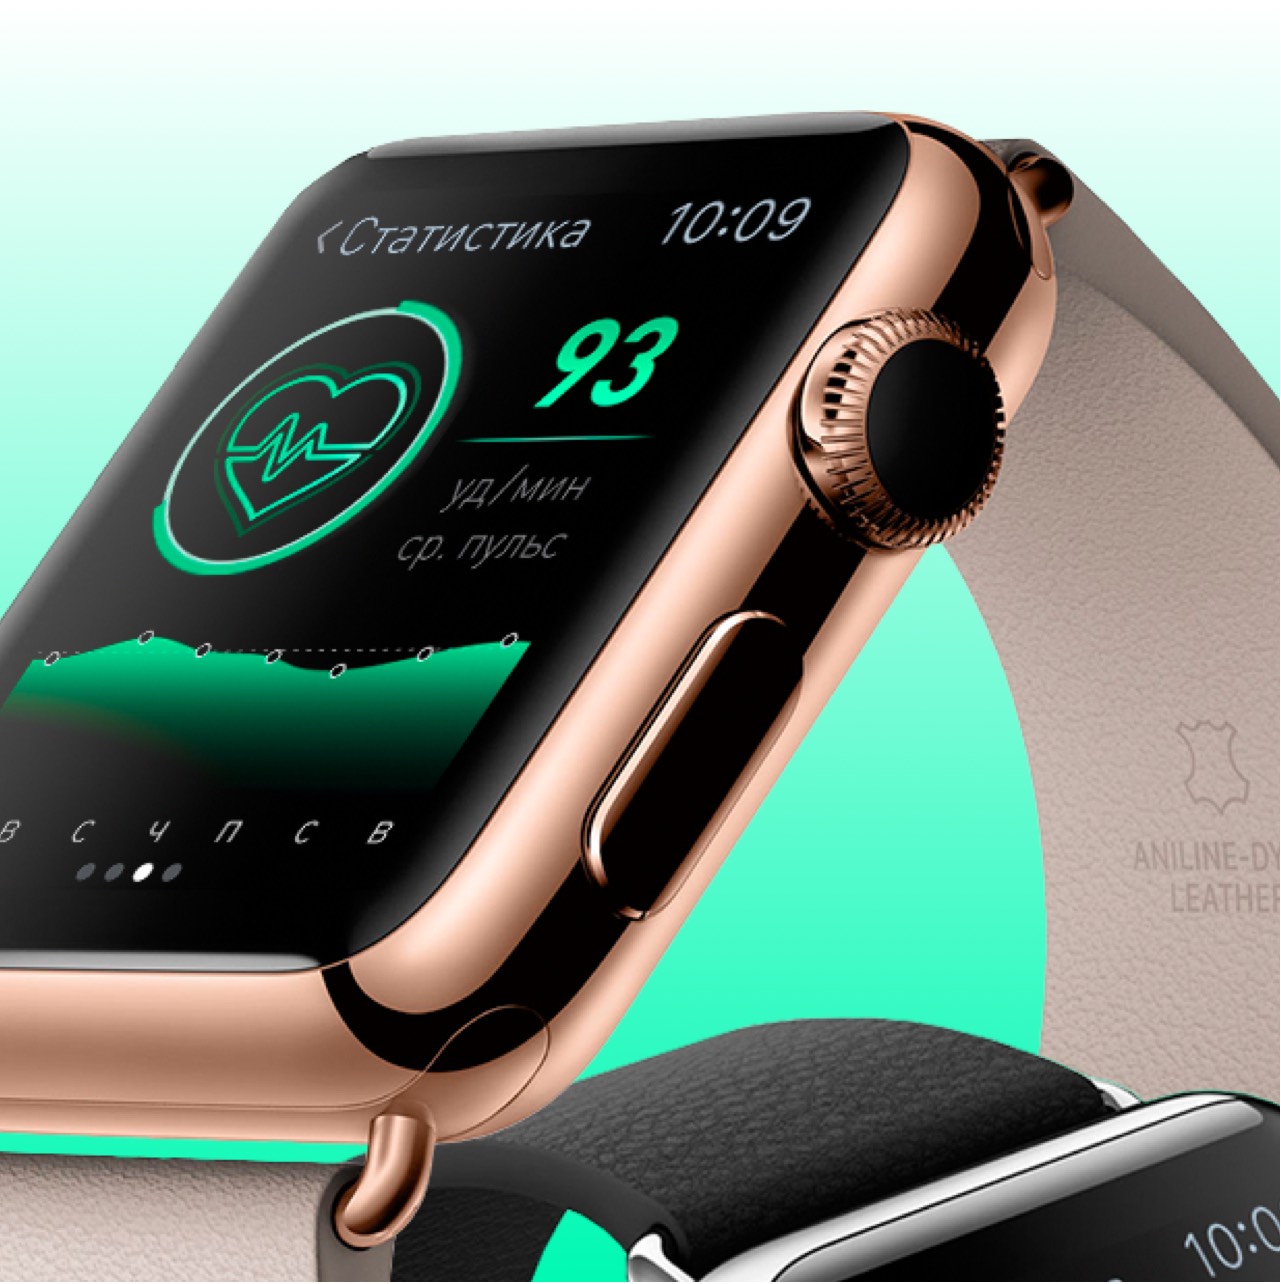 < Статистика 10:09
93
уд/мин
ср. пульс
В С Ч П С В
ANILINE-DY
LEATHER
10:0